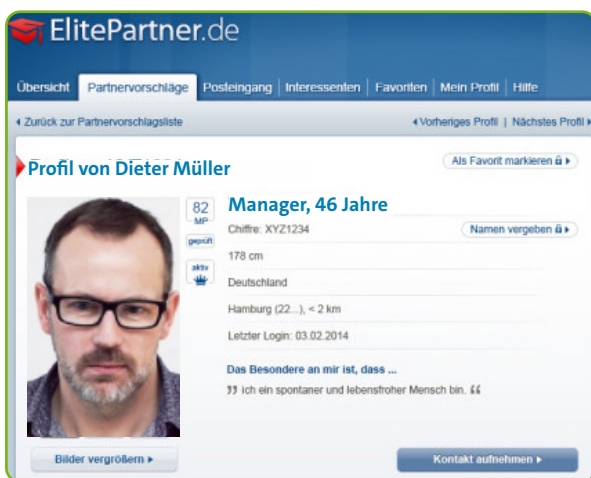 ElitePartner.de
Übersicht Partnervorschläge Posteingang Interessenten Favoriten Mein Profil Hilfe
Zurück zur Partnervorschlagsliste Vorheriges Profil | Nächstes Profil
Profil von Dieter Müller Als Favorit markieren
82 MP Manager, 46 Jahre
geprüft Chiffre: XYZ1234 Namen vergeben
178 cm
aktiv Deutschland
Hamburg (22...), < 2 km
Letzter Login: 03.02.2014
Das Besondere an mir ist, dass ...
❞ ich ein spontaner und lebensfroher Mensch bin. ❝
Bilder vergrößern Kontakt aufnehmen